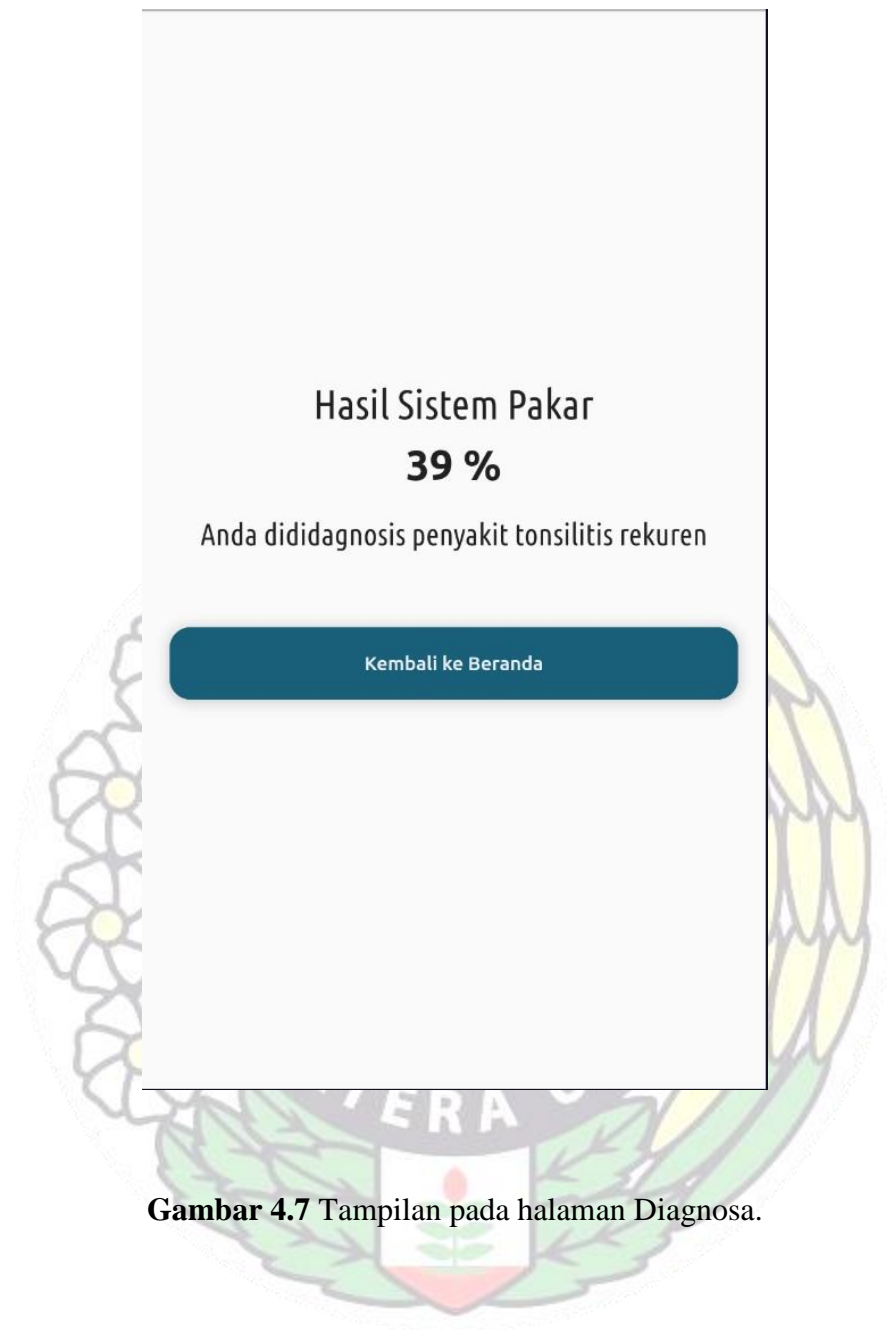 Hasil Sistem Pakar
39 %
Anda dididagnosis penyakit tonsilitis rekuren
Kembali ke Beranda
ERA
Gambar 4.7 Tampilan pada halaman Diagnosa.